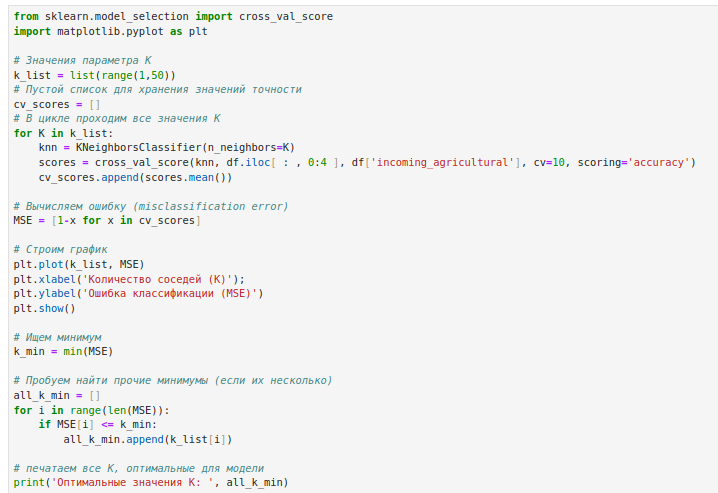 from sklearn.model_selection import cross_val_score
import matplotlib.pyplot as plt

# Значения параметра K
k_list = list(range(1,50))
# Пустой список для хранения значений точности
cv_scores = []
# В цикле проходим все значения K
for K in k_list:
    knn = KNeighborsClassifier(n_neighbors=K)
    scores = cross_val_score(knn, df.iloc[ : , 0:4 ], df['incoming_agricultural'], cv=10, scoring='accuracy')
    cv_scores.append(scores.mean())

# Вычисляем ошибку (misclassification error)
MSE = [1-x for x in cv_scores]

# Строим график
plt.plot(k_list, MSE)
plt.xlabel('Количество соседей (K)');
plt.ylabel('Ошибка классификации (MSE)')
plt.show()

# Ищем минимум
k_min = min(MSE)

# Пробуем найти прочие минимумы (если их несколько)
all_k_min = []
for i in range(len(MSE)):
    if MSE[i] <= k_min:
        all_k_min.append(k_list[i])

# печатаем все K, оптимальные для модели
print('Оптимальные значения K: ', all_k_min)